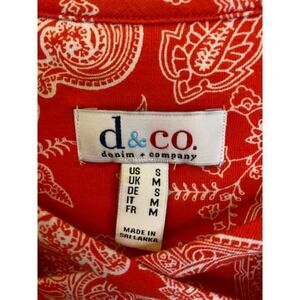 d&co.
denim + company
US S
UK M
DE S
IT M
FR M
MADE IN
SRI LANKA